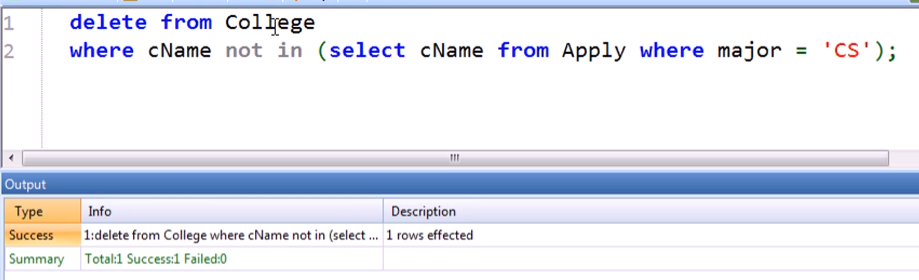 1 delete from College
2 where cName not in (select cName from Apply where major = 'CS');
Output
Type Info Description
Success 1:delete from College where cName not in (select ... 1 rows effected
Summary Total:1 Success:1 Failed:0